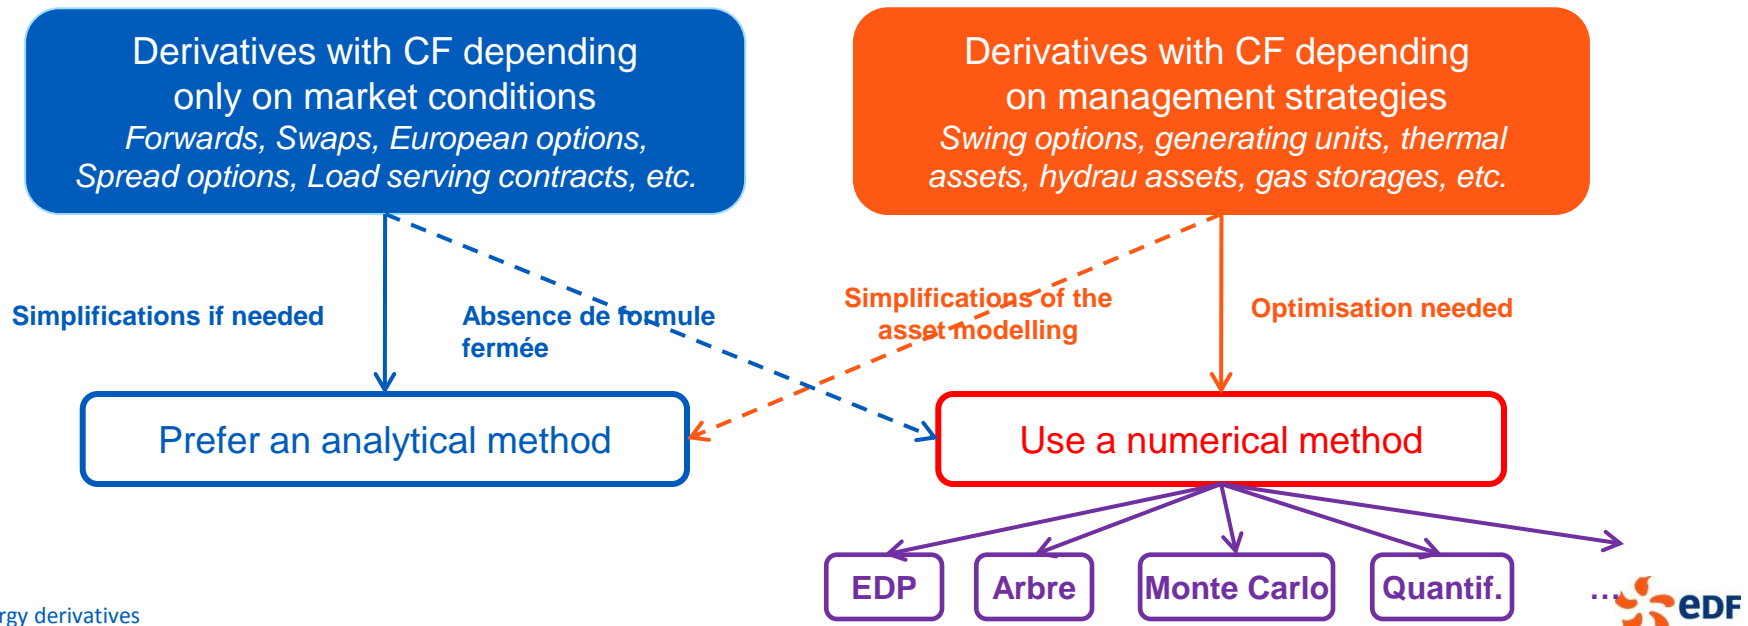 Derivatives with CF depending
only on market conditions
Forwards, Swaps, European options,
Spread options, Load serving contracts, etc.
Derivatives with CF depending
on management strategies
Swing options, generating units, thermal
assets, hydrau assets, gas storages, etc.
Simplifications if needed
Absence de formule
fermée
Simplifications of the
asset modelling
Optimisation needed
Prefer an analytical method
Use a numerical method
EDP
Arbre
Monte Carlo
Quantif.
...
rgy derivatives
eDF